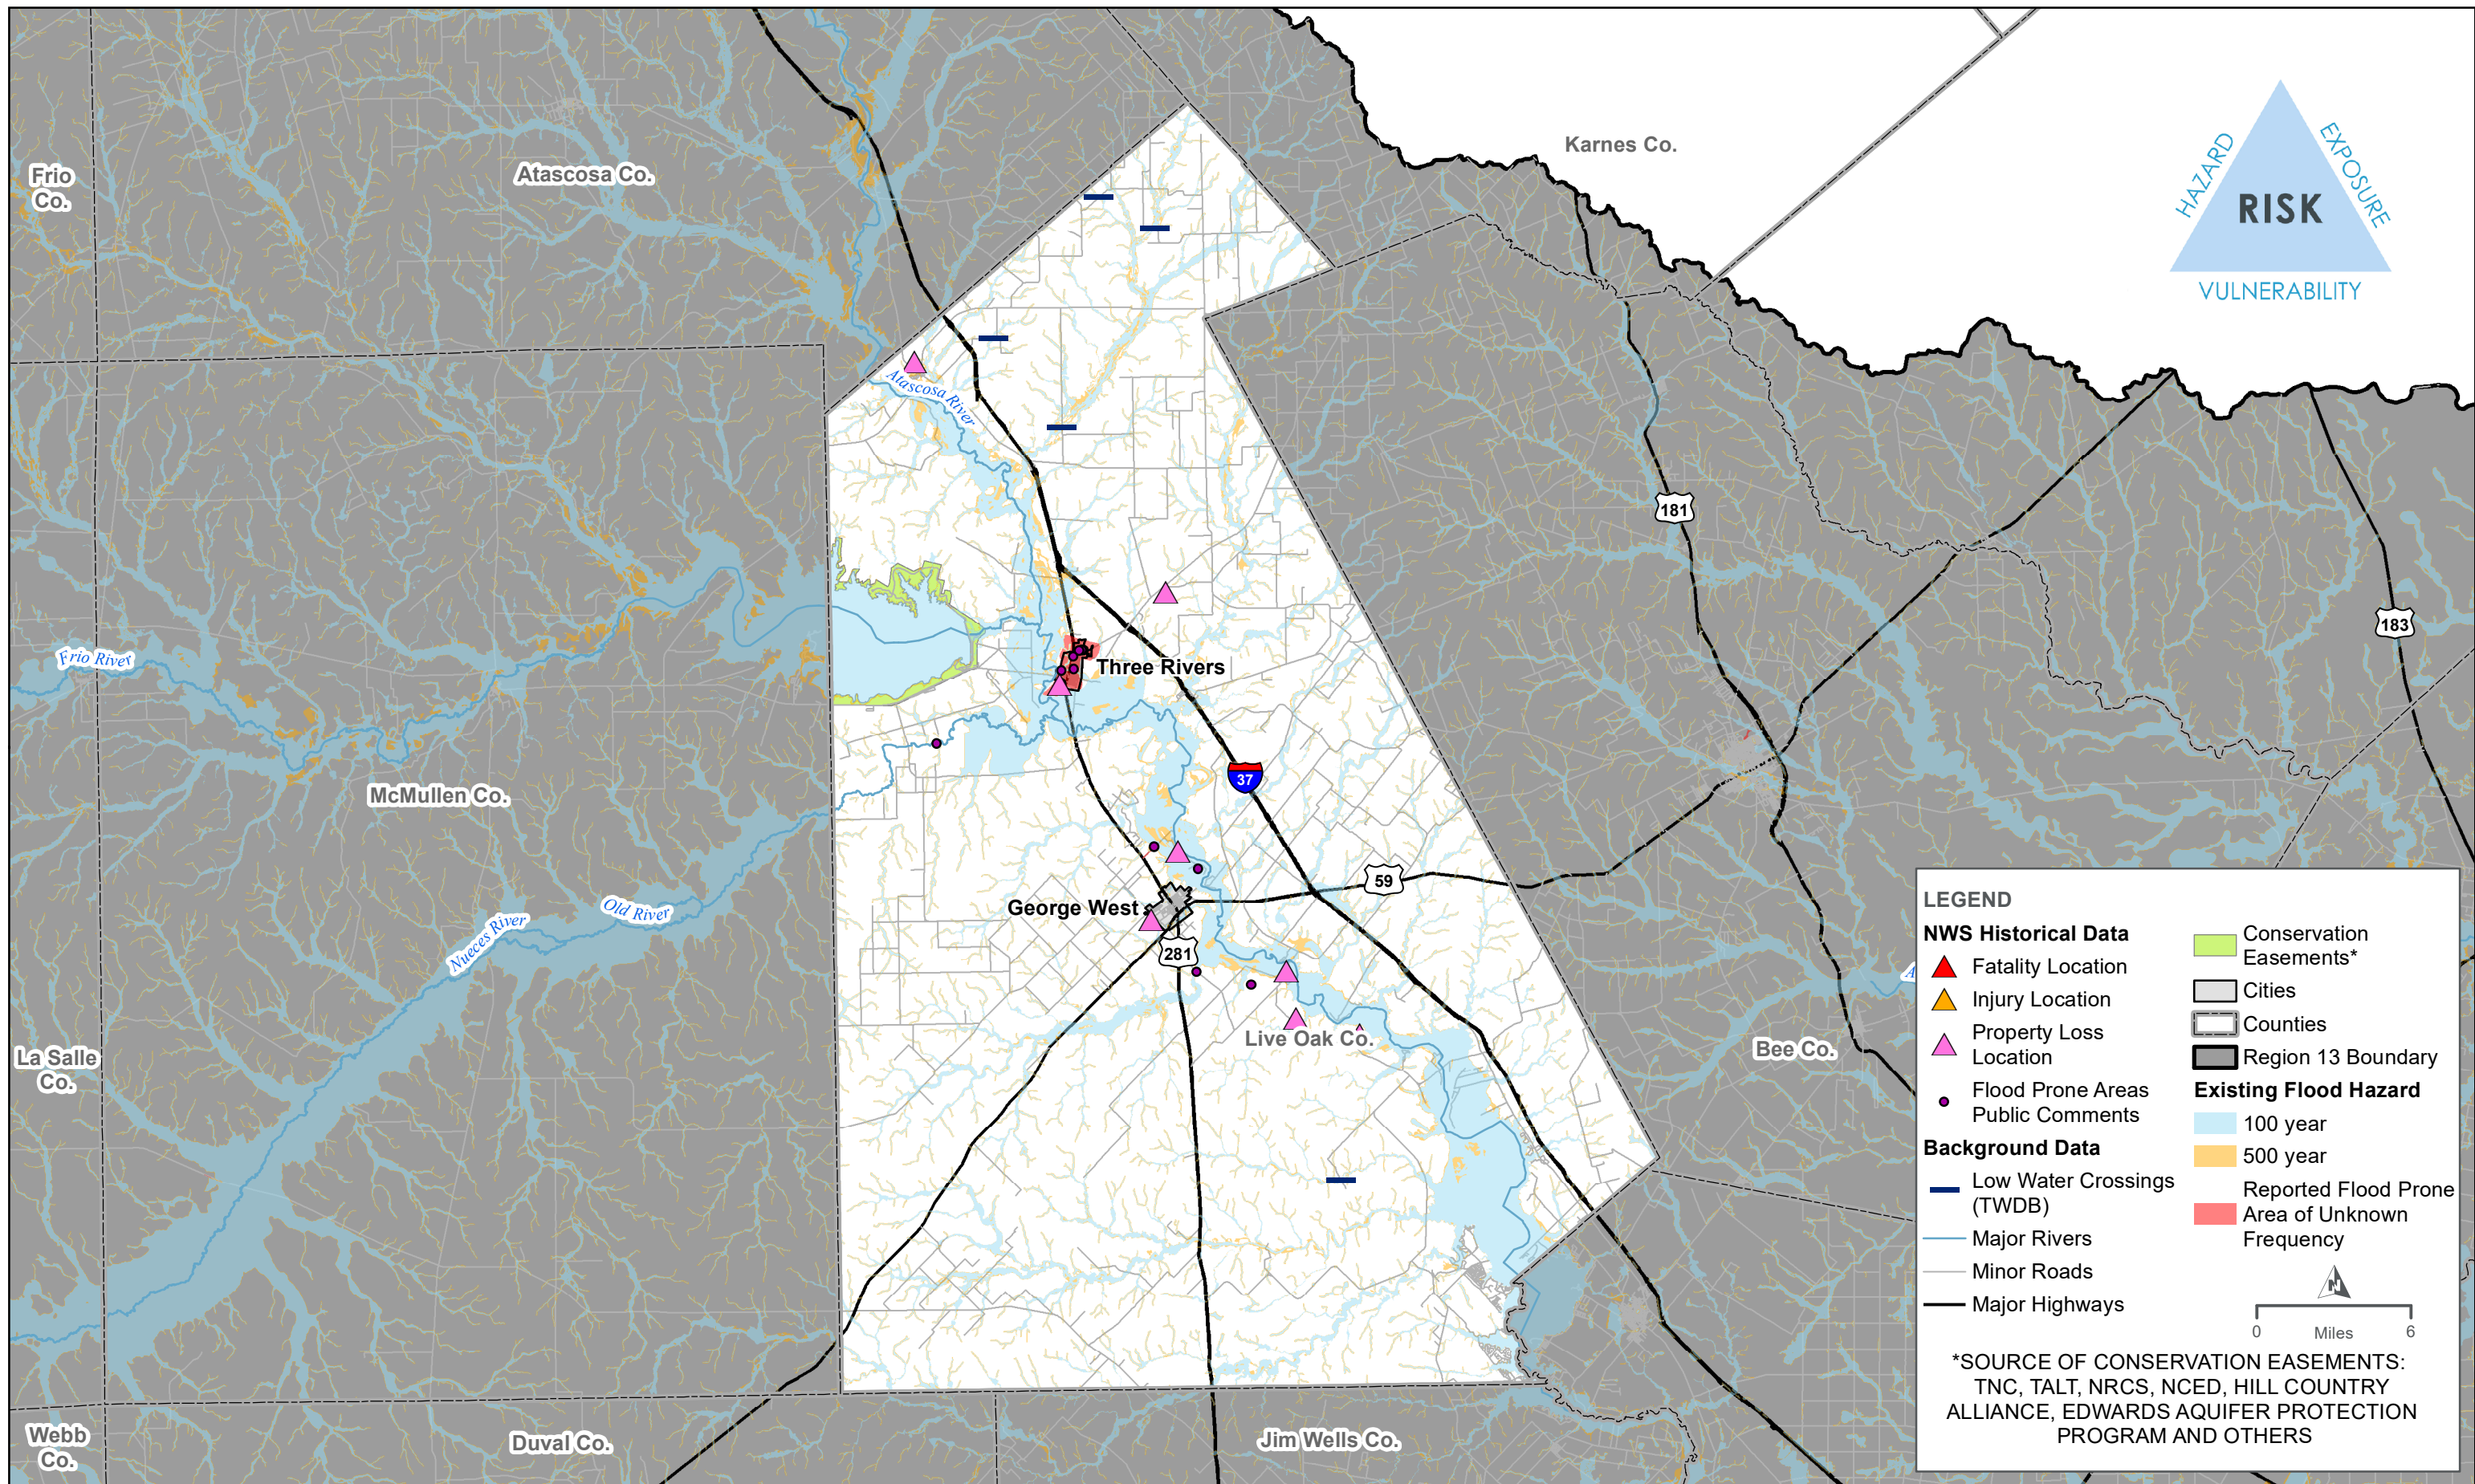 Karnes Co.
HAZARD
EXPOSURE
RISK
VULNERABILITY
Frio
Co.
Atascosa Co.
Atascosa River
181
183
Frio River
Three Rivers
37
McMullen Co.
59
George West
Old River
Nueces River
281
Live Oak Co.
Bee Co.
La Salle
Co.
A
Webb
Co.
Duval Co.
Jim Wells Co.
LEGEND
NWS Historical Data
Fatality Location
Injury Location
Property Loss
Location
Flood Prone Areas
Public Comments
Background Data
Low Water Crossings
(TWDB)
Major Rivers
Minor Roads
Major Highways
Conservation
Easements*
Cities
Counties
Region 13 Boundary
Existing Flood Hazard
100 year
500 year
Reported Flood Prone
Area of Unknown
Frequency
N
0 Miles 6
*SOURCE OF CONSERVATION EASEMENTS:
TNC, TALT, NRCS, NCED, HILL COUNTRY
ALLIANCE, EDWARDS AQUIFER PROTECTION
PROGRAM AND OTHERS